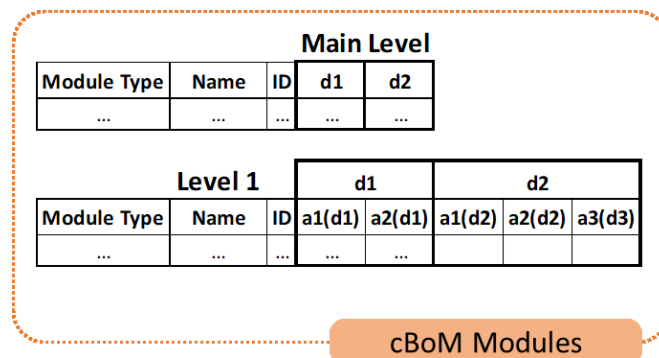 Main Level
Module Type Name ID d1 d2
... ... ... ... ...
Level 1 d1 d2
Module Type Name ID a1(d1) a2(d1) a1(d2) a2(d2) a3(d3)
... ... ... ... ...
cBoM Modules